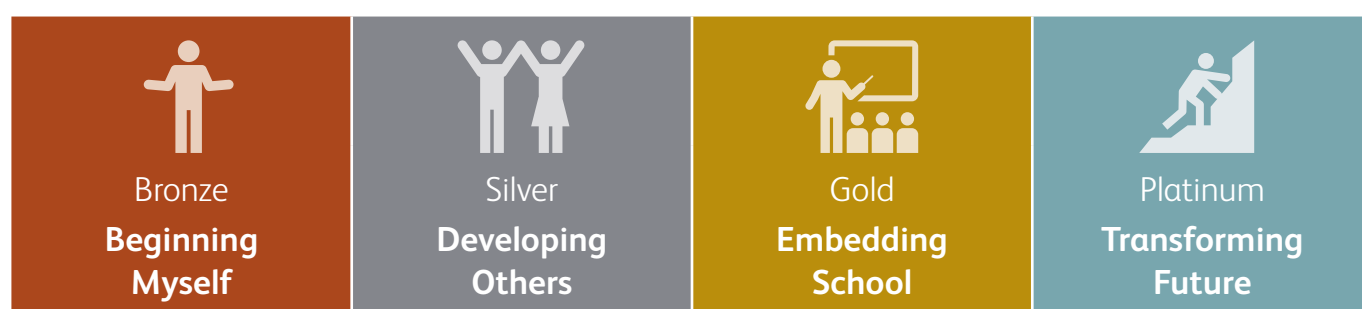 Bronze
Beginning
Myself
Silver
Developing
Others
Gold
Embedding
School
Platinum
Transforming
Future